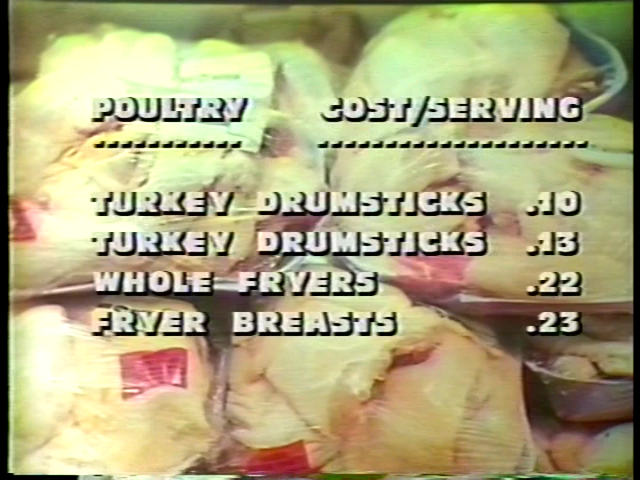 POULTRY COST/SERVING
----------- --------------------
TURKEY DRUMSTICKS .10
TURKEY DRUMSTICKS .13
WHOLE FRYERS .22
FRYER BREASTS .23